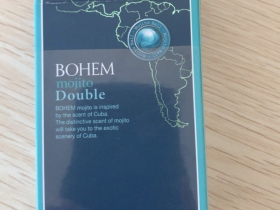 BOHEM
mojito
Double
BOHEM mojito is inspired
by the scent of Cuba.
The distinctive scent of mojito
will take you to the exotic
scenery of Cuba.